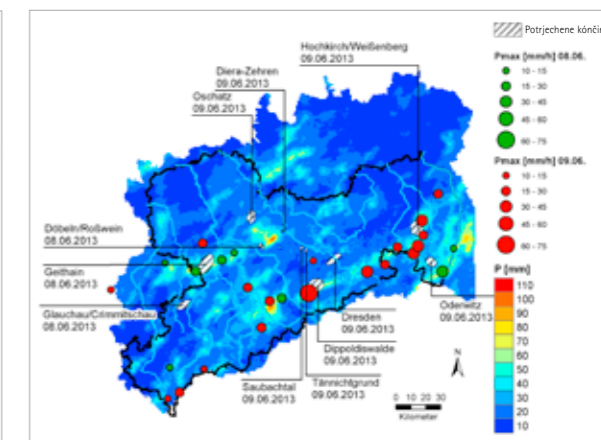 Hochkirch/Weißenberg
09.06.2013
Diera-Zehren
09.06.2013
Oschatz
09.06.2013
Döbeln/Roßwein
08.06.2013
Geithain
08.06.2013
Glauchau/Crimmitschau
08.06.2013
Saubachtal
09.06.2013
Tännichtgrund
09.06.2013
Dippoldiswalde
09.06.2013
Dresden
09.06.2013
Oderwitz
09.06.2013
N
0 10 20 30
Kilometer
Potrjechene kónčin
Pmax [mm/h] 08.06.
10 - 15
15 - 30
30 - 45
45 - 60
60 - 75
Pmax [mm/h] 09.06.
10 - 15
15 - 30
30 - 45
45 - 60
60 - 75
P [mm]
110
100
90
80
70
60
50
40
30
20
10